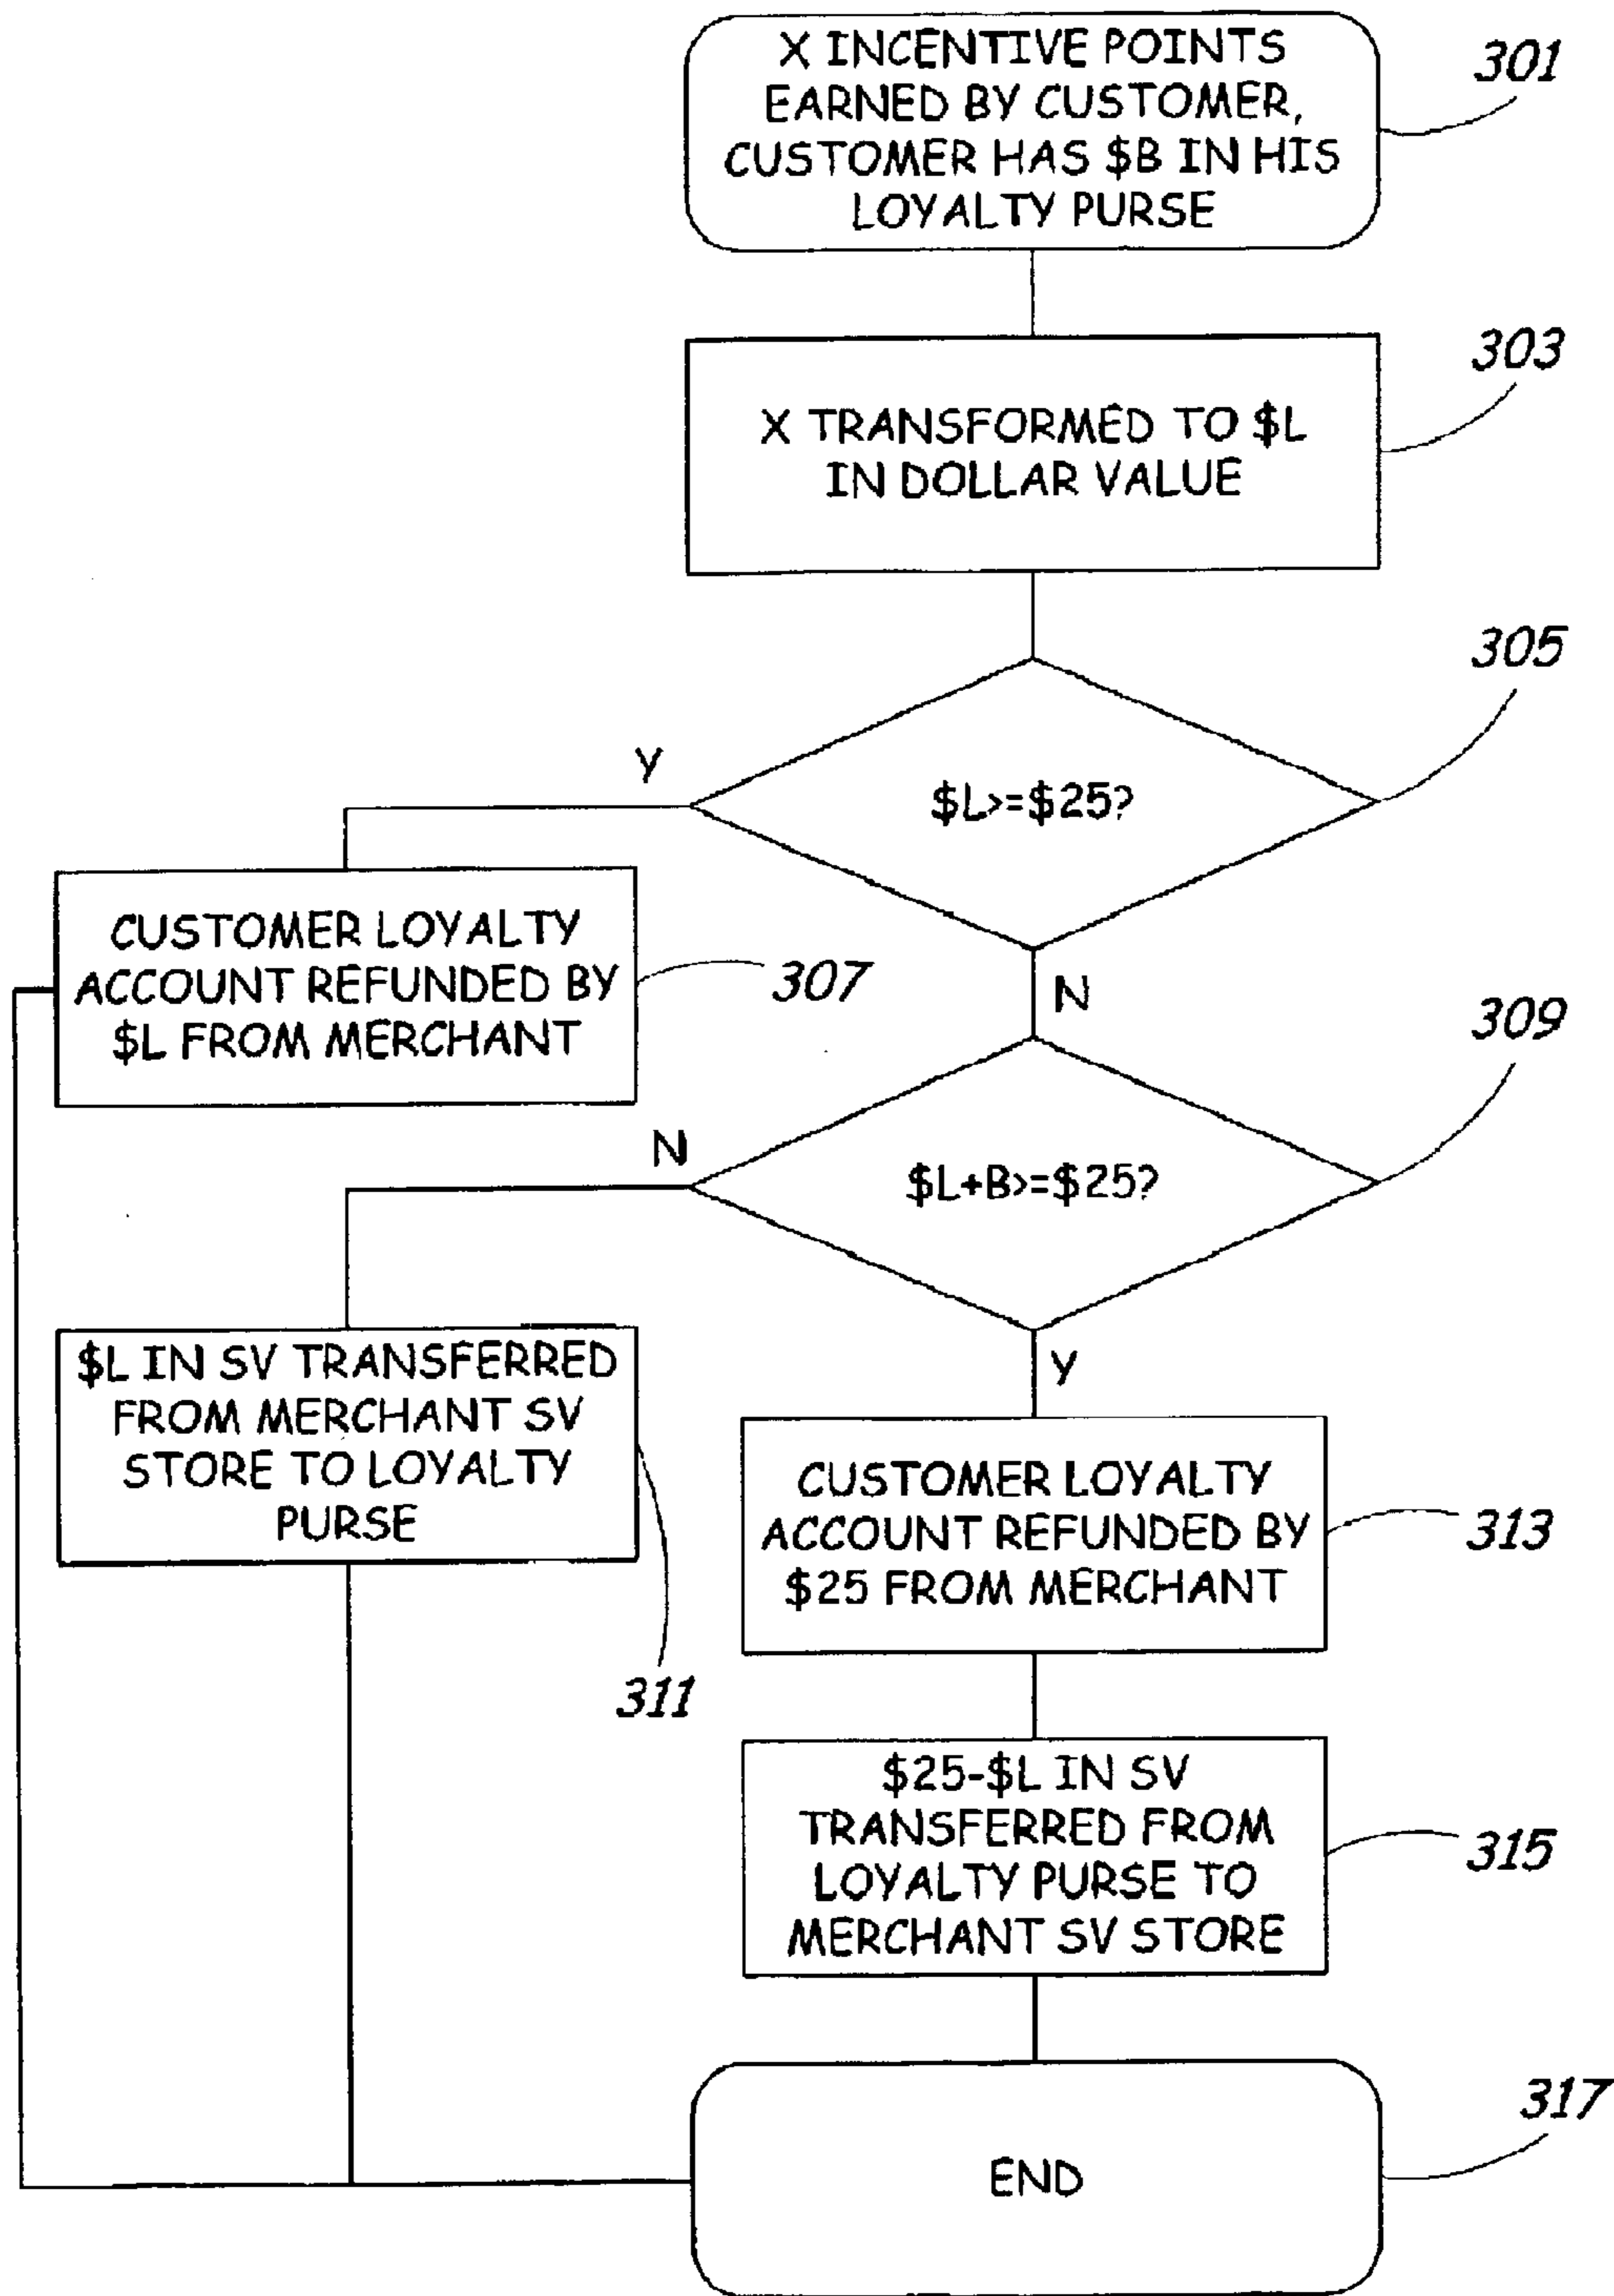 X INCENTIVE POINTS
EARNED BY CUSTOMER,
CUSTOMER HAS $B IN HIS
LOYALTY PURSE
301
X TRANSFORMED TO $L
IN DOLLAR VALUE
303
$L>=$25?
305
Y
N
CUSTOMER LOYALTY
ACCOUNT REFUNDED BY
$L FROM MERCHANT
307
$L+B>=$25?
309
N
Y
$L IN SV TRANSFERRED
FROM MERCHANT SV
STORE TO LOYALTY
PURSE
311
CUSTOMER LOYALTY
ACCOUNT REFUNDED BY
$25 FROM MERCHANT
313
$25-$L IN SV
TRANSFERRED FROM
LOYALTY PURSE TO
MERCHANT SV STORE
315
END
317